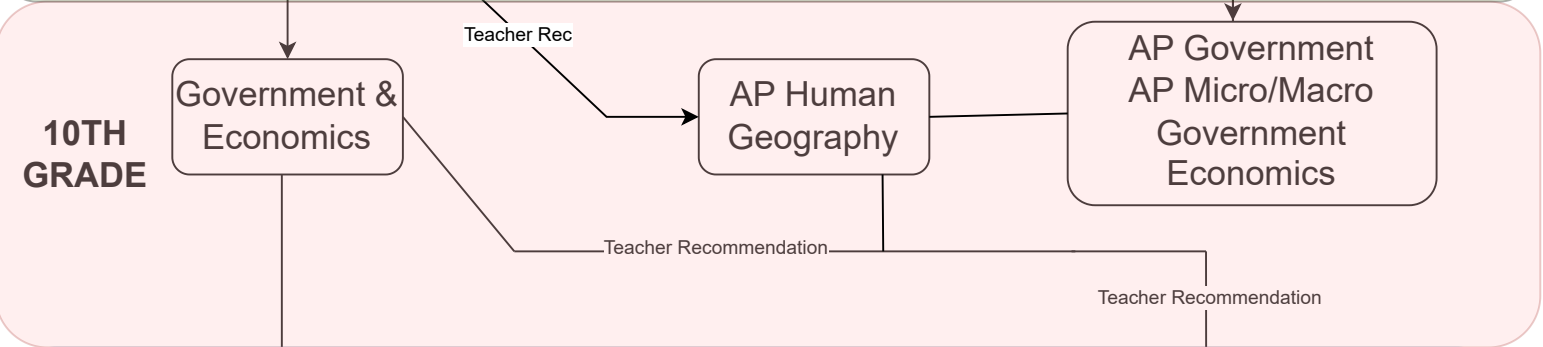 Teacher Rec
10TH
GRADE
Government &
Economics
AP Human
Geography
AP Government
AP Micro/Macro
Government
Economics
Teacher Recommendation
Teacher Recommendation